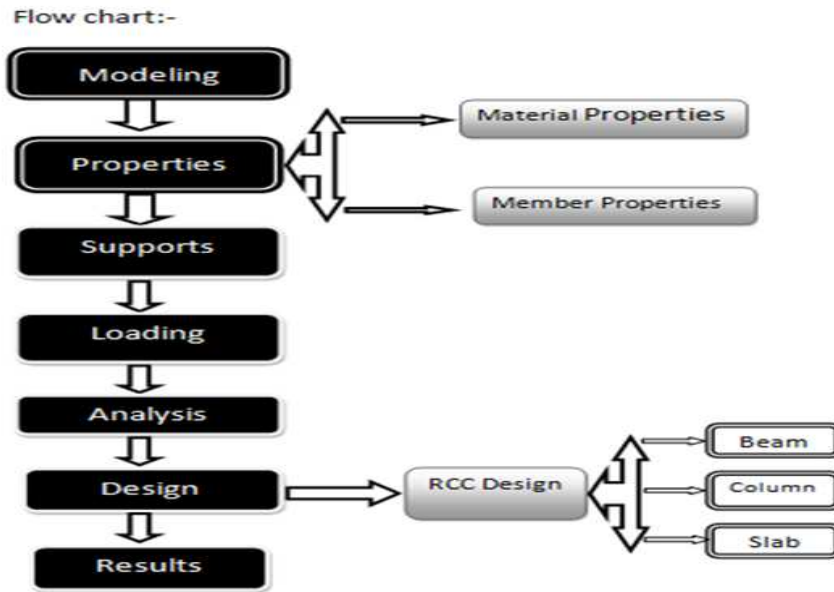 Flow chart:-
Modeling
Material Properties
Properties
Member Properties
Supports
Loading
Analysis
Beam
Design
RCC Design
Column
Slab
Results